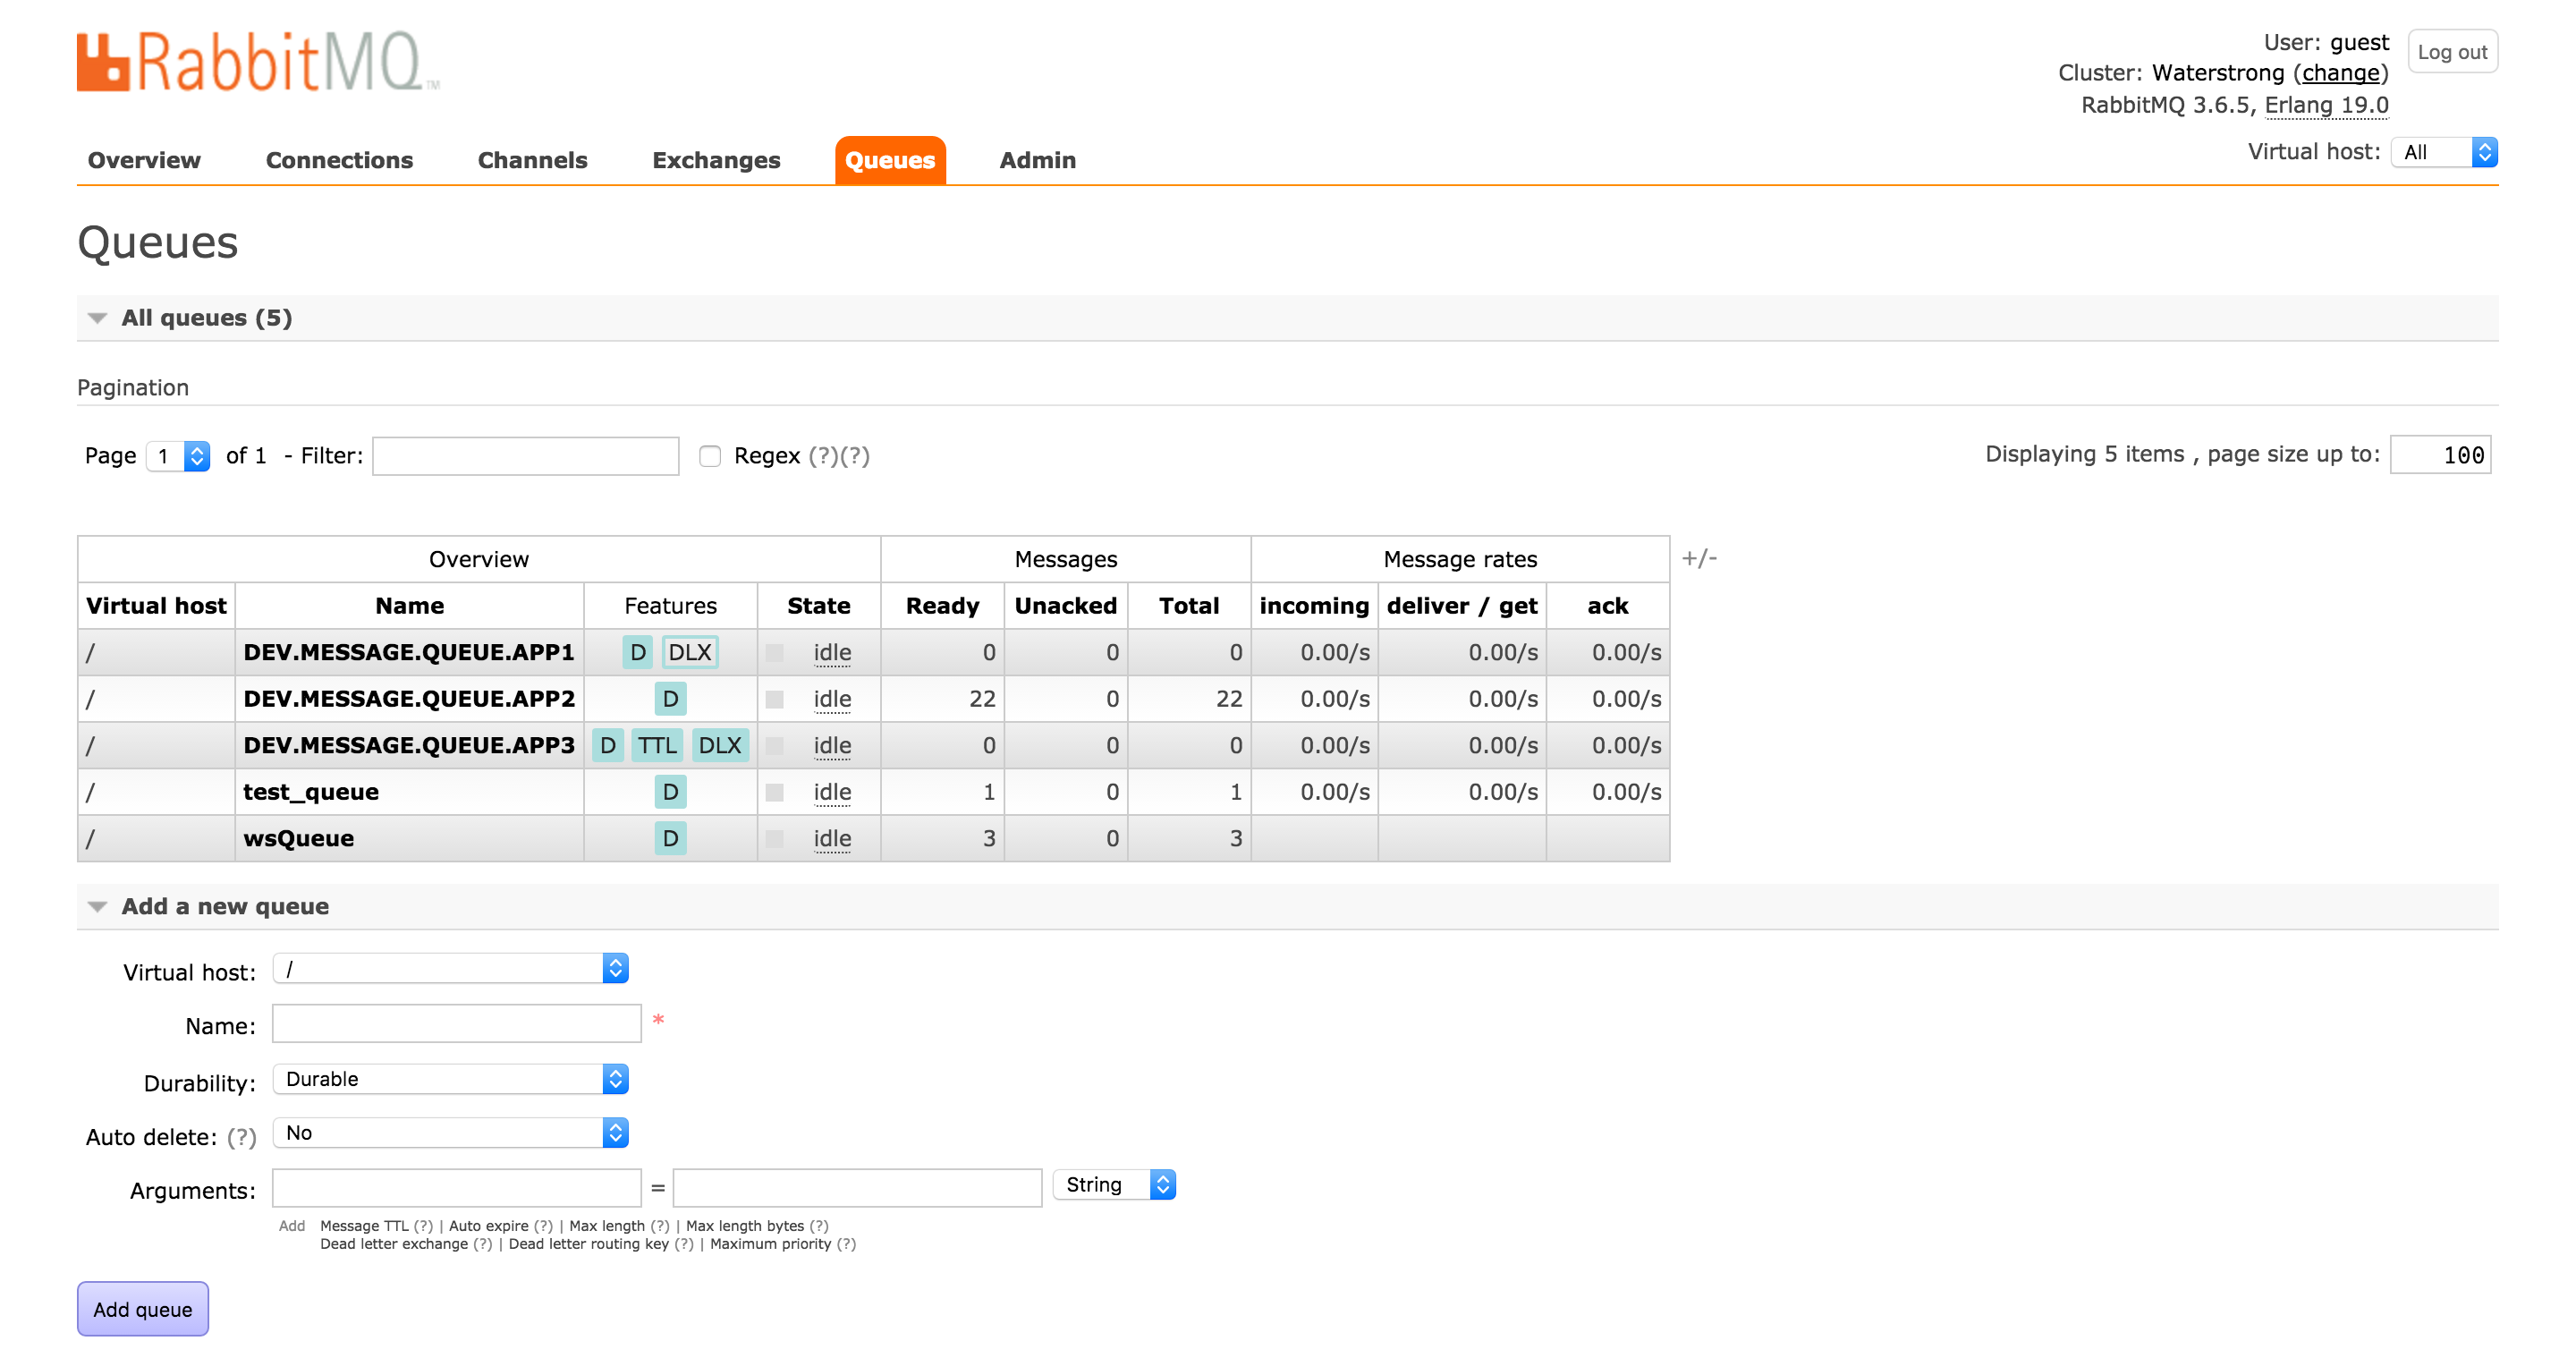 RabbitMQ™
User: guest
Log out
Cluster: Waterstrong (change)
RabbitMQ 3.6.5, Erlang 19.0
Overview Connections Channels Exchanges Queues Admin
Virtual host: All
Queues
All queues (5)
Pagination
Page 1 of 1 - Filter: Regex (?)(?) Displaying 5 items , page size up to: 100
Overview Messages Message rates +/-
Virtual host Name Features State Ready Unacked Total incoming deliver / get ack
/ DEV.MESSAGE.QUEUE.APP1 D DLX idle 0 0 0 0.00/s 0.00/s 0.00/s
/ DEV.MESSAGE.QUEUE.APP2 D idle 22 0 22 0.00/s 0.00/s 0.00/s
/ DEV.MESSAGE.QUEUE.APP3 D TTL DLX idle 0 0 0 0.00/s 0.00/s 0.00/s
/ test_queue D idle 1 0 1 0.00/s 0.00/s 0.00/s
/ wsQueue D idle 3 0 3
Add a new queue
Virtual host: /
Name: *
Durability: Durable
Auto delete: (?) No
Arguments: = String
Add Message TTL (?) | Auto expire (?) | Max length (?) | Max length bytes (?)
Dead letter exchange (?) | Dead letter routing key (?) | Maximum priority (?)
Add queue